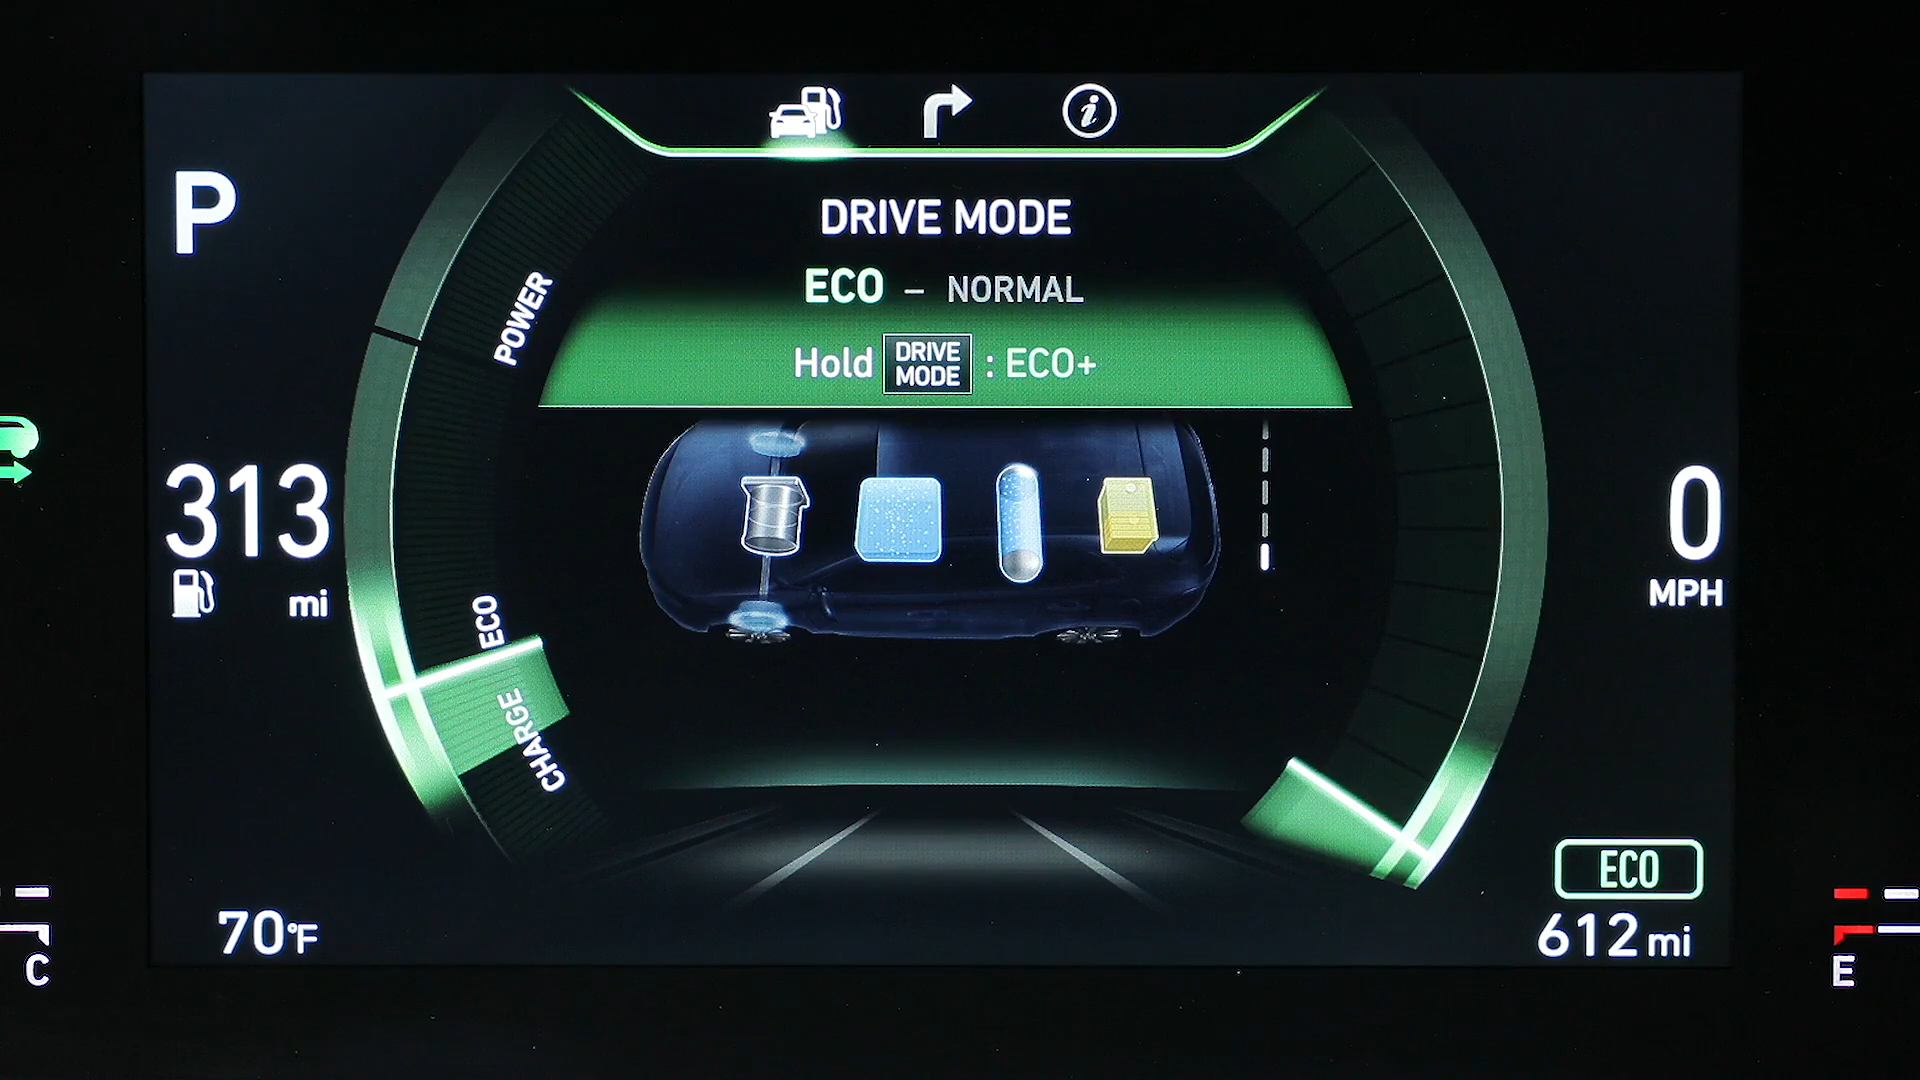 P
DRIVE MODE
ECO – NORMAL
Hold DRIVE MODE : ECO+
POWER
313
mi
0
MPH
ECO
CHARGE
ECO
70°F
612 mi
C
E